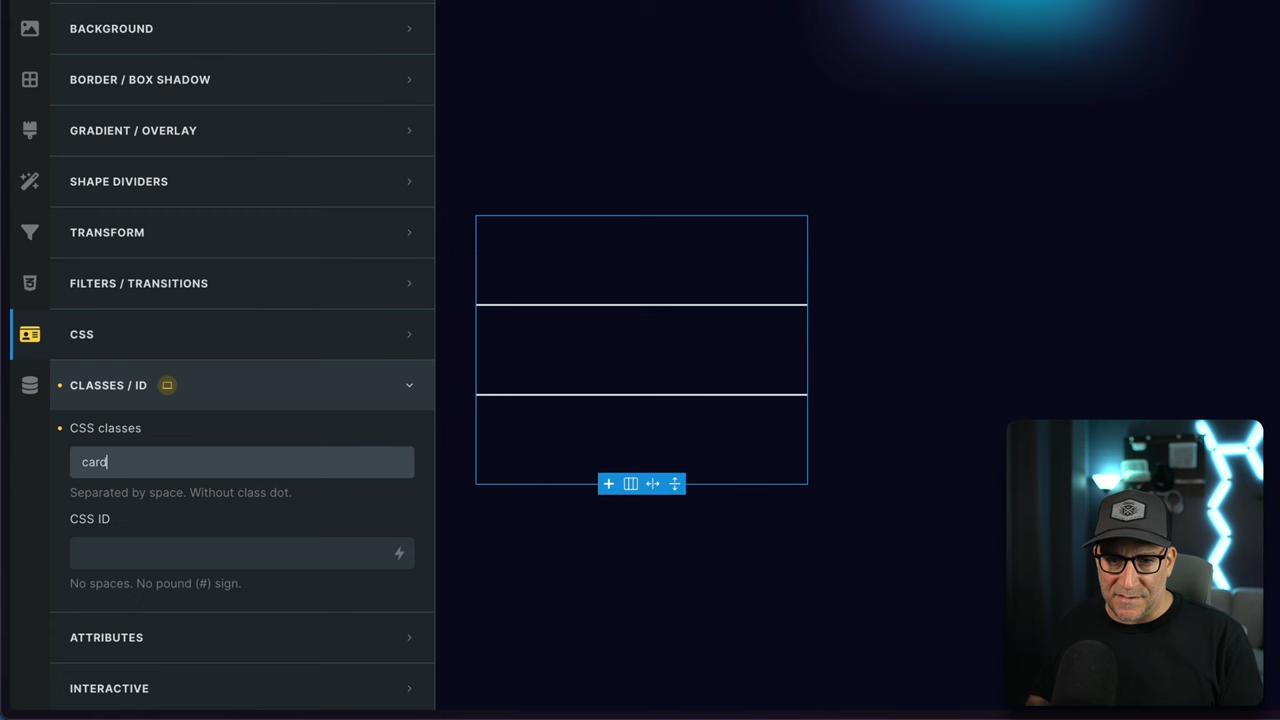 BACKGROUND
BORDER / BOX SHADOW
GRADIENT / OVERLAY
SHAPE DIVIDERS
TRANSFORM
FILTERS / TRANSITIONS
CSS
CLASSES / ID
CSS classes
card
Separated by space. Without class dot.
CSS ID
No spaces. No pound (#) sign.
ATTRIBUTES
INTERACTIVE